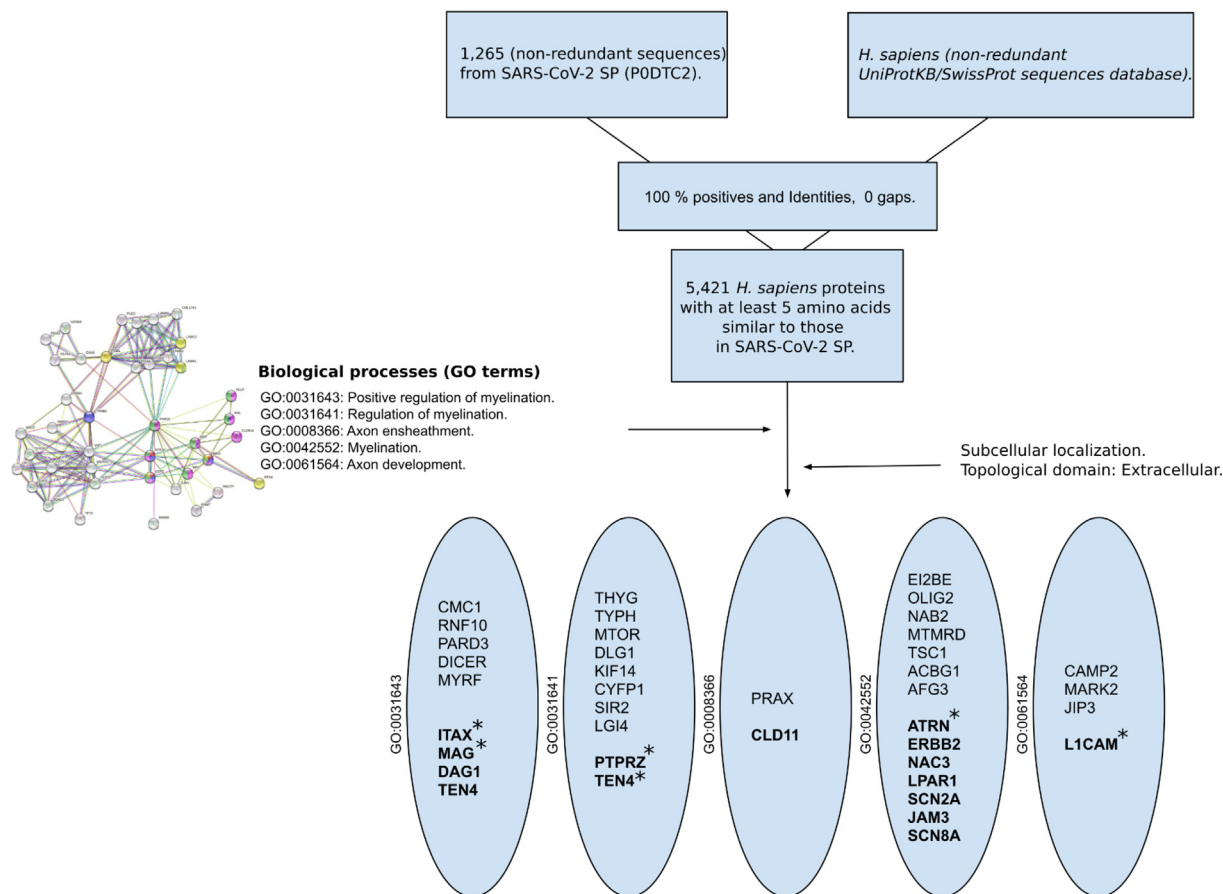 1,265 (non-redundant sequences)
from SARS-CoV-2 SP (P0DTC2).
H. sapiens (non-redundant
UniProtKB/SwissProt sequences database).
100 % positives and Identities, 0 gaps.
5,421 H. sapiens proteins
with at least 5 amino acids
similar to those
in SARS-CoV-2 SP.
Biological processes (GO terms)
GO:0031643: Positive regulation of myelination.
GO:0031641: Regulation of myelination.
GO:0008366: Axon ensheathment.
GO:0042552: Myelination.
GO:0061564: Axon development.
Subcellular localization.
Topological domain: Extracellular.
GO:0031643
CMC1
RNF10
PARD3
DICER
MYRF
ITAX*
MAG*
DAG1
TEN4
GO:0031641
THYG
TYPH
MTOR
DLG1
KIF14
CYFP1
SIR2
LGI4
PTPRZ*
TEN4*
GO:0008366
PRAX
CLD11
GO:0042552
EI2BE
OLIG2
NAB2
MTMRD
TSC1
ACBG1
AFG3
ATRN*
ERBB2
NAC3
LPAR1
SCN2A
JAM3
SCN8A
GO:0061564
CAMP2
MARK2
JIP3
L1CAM*